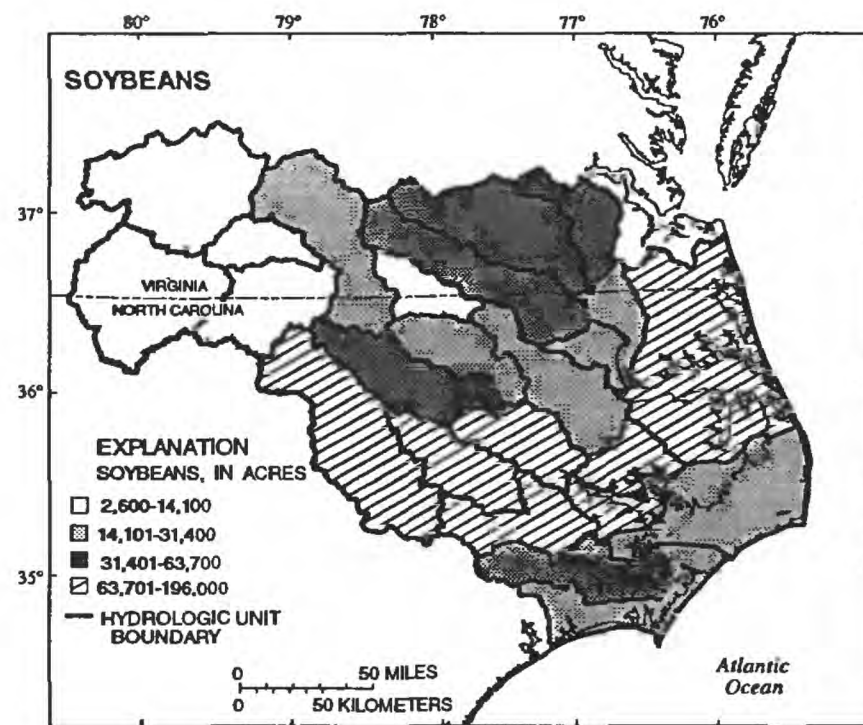 80° 79° 78° 77° 76°
SOYBEANS
37°
VIRGINIA
NORTH CAROLINA
36°
EXPLANATION
SOYBEANS, IN ACRES
2,600-14,100
14,101-31,400
31,401-63,700
63,701-196,000
HYDROLOGIC UNIT
BOUNDARY
35°
0 50 MILES
0 50 KILOMETERS
Atlantic
Ocean